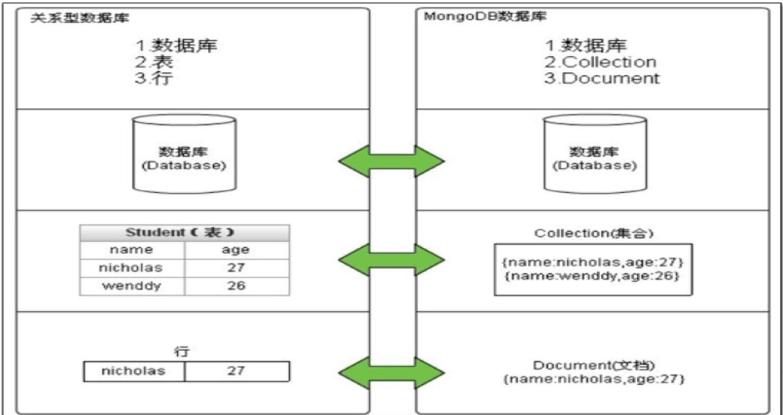 关系型数据库
1.数据库
2.表
3.行
数据库
(Database)
Student(表)
name age
nicholas 27
wenddy 26
行
nicholas 27
MongoDB数据库
1.数据库
2.Collection
3.Document
数据库
(Database)
Collection(集合)
{name:nicholas,age:27}
{name:wenddy,age:26}
Document(文档)
{name:nicholas,age:27}